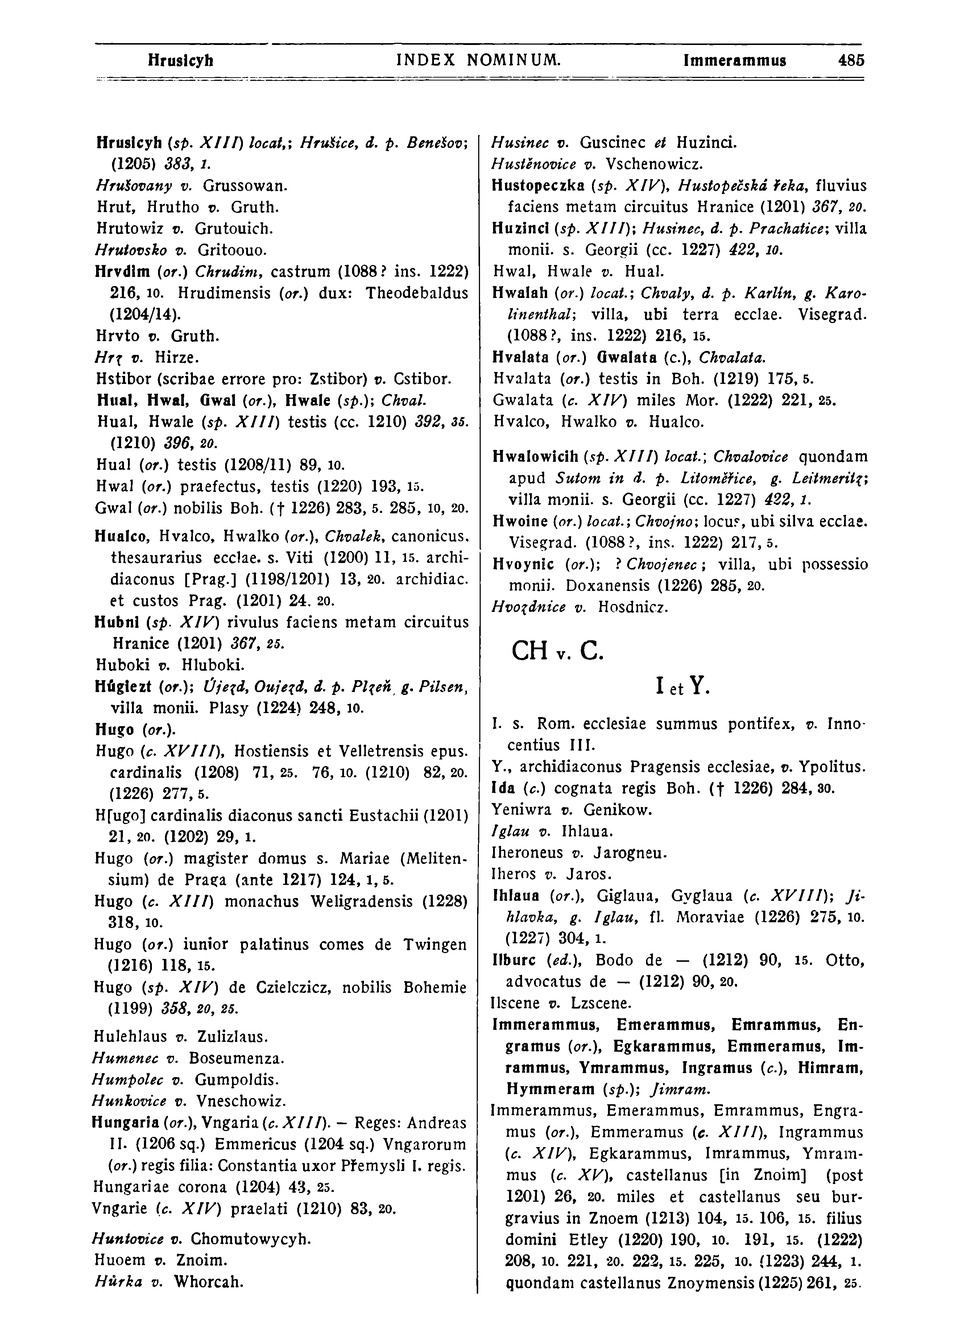 Hrusicyh INDEX NOMINUM. Immerammus 485
Hrusicyh (sp. XIII) locat,; Hrušice, d. p. Benešov;
(1205) 383, 1.
Hrušovany v. Grussowan.
Hrut, Hrutho v. Gruth.
Hrutowiz v. Grutouich.
Hrutovsko v. Gritoouo.
Hrvdim (or.) Chrudim, castrum (1088? ins. 1222)
216, 10. Hrudimensis (or.) dux: Theodebaldus
(1204/14).
Hrvto v. Gruth.
Hrz v. Hirze.
Hstibor (scribae errore pro: Zstibor) v. Cstibor.
Hual, Hwal, Gwal (or.), Hwale (sp.); Chval.
Hual, Hwale (sp. XIII) testis (cc. 1210) 392, 35.
(1210) 396, 20.
Hual (or.) testis (1208/11) 89, 10.
Hwal (or.) praefectus, testis (1220) 193, 15.
Gwal (or.) nobilis Boh. († 1226) 283, 5. 285, 10, 20.
Hualco, Hvalco, Hwalko (or.), Chvalek, canonicus,
thesaurarius ecclae. s. Viti (1200) 11, 15. archi-
diaconus [Prag.] (1198/1201) 13, 20. archidiac.
et custos Prag. (1201) 24. 20.
Hubni (sp. XIV) rivulus faciens metam circuitus
Hranice (1201) 367, 25.
Huboki v. Hluboki.
Húgiezt (or.); Újezd, Oujezd, d. p. Plzeň, g. Pilsen,
villa monii. Plasy (1224) 248, 10.
Hugo (or.).
Hugo (c. XVIII), Hostiensis et Velletrensis epus.
cardinalis (1208) 71, 25. 76, 10. (1210) 82, 20.
(1226) 277, 5.
H[ugo] cardinalis diaconus sancti Eustachii (1201)
21, 20. (1202) 29, 1.
Hugo (or.) magister domus s. Mariae (Meliten-
sium) de Praga (ante 1217) 124, 1, 5.
Hugo (c. XIII) monachus Weligradensis (1228)
318, 10.
Hugo (or.) iunior palatinus comes de Twingen
(1216) 118, 15.
Hugo (sp. XIV) de Czielczicz, nobilis Bohemie
(1199) 358, 20, 25.
Hulehlaus v. Zulizlaus.
Humenec v. Boseumenza.
Humpolec v. Gumpoldis.
Hunkovice v. Vneschowiz.
Hungaria (or.), Vngaria (c. XIII). — Reges: Andreas
II. (1206 sq.) Emmericus (1204 sq.) Vngarorum
(or.) regis filia: Constantia uxor Přemysli I. regis.
Hungariae corona (1204) 43, 25.
Vngarie (c. XIV) praelati (1210) 83, 20.
Huntovice v. Chomutowycyh.
Huoem v. Znoim.
Hůrka v. Whorcah.
Husinec v. Guscinec et Huzinci.
Hustěnovice v. Vschenowicz.
Hustopeczka (sp. XIV), Hustopečská řeka, fluvius
faciens metam circuitus Hranice (1201) 367, 20.
Huzinci (sp. XIII); Husinec, d. p. Prachatice; villa
monii. s. Georgii (cc. 1227) 422, 10.
Hwal, Hwale v. Hual.
Hwalah (or.) locat.; Chvaly, d. p. Karlín, g. Karo-
linenthal; villa, ubi terra ecclae. Visegrad.
(1088?, ins. 1222) 216, 15.
Hvalata (or.) Gwalata (c.), Chvalata.
Hvalata (or.) testis in Boh. (1219) 175, 5.
Gwalata (c. XIV) miles Mor. (1222) 221, 25.
Hvalco, Hwalko v. Hualco.
Hwalowicih (sp. XIII) locat.; Chvalovice quondam
apud Sutom in d. p. Litoměřice, g. Leitmeritz;
villa monii. s. Georgii (cc. 1227) 422, 1.
Hwoine (or.) locat.; Chvojno; locus, ubi silva ecclae.
Visegrad. (1088?, ins. 1222) 217, 5.
Hvoynic (or.); ? Chvojenec; villa, ubi possessio
monii. Doxanensis (1226) 285, 20.
Hvozdnice v. Hosdnicz.
CH v. C.
I et Y.
I. s. Rom. ecclesiae summus pontifex, v. Inno-
centius III.
Y., archidiaconus Pragensis ecclesiae, v. Ypolitus.
Ida (c.) cognata regis Boh. († 1226) 284, 30.
Yeniwra v. Genikow.
Iglau v. Ihlaua.
Iheroneus v. Jarogneu.
Iheros v. Jaros.
Ihlaua (or.), Giglaua, Gyglaua (c. XVIII); Ji-
hlavka, g. Iglau, fl. Moraviae (1226) 275, 10.
(1227) 304, 1.
Ilburc (ed.), Bodo de — (1212) 90, 15. Otto,
advocatus de — (1212) 90, 20.
Ilscene v. Lzscene.
Immerammus, Emerammus, Emrammus, En-
gramus (or.), Egkarammus, Emmeramus, Im-
rammus, Ymrammus, Ingramus (c.), Himram,
Hymmeram (sp.); Jimram.
Immerammus, Emerammus, Emrammus, Engra-
mus (or.), Emmeramus (c. XIII), Ingrammus
(c. XIV), Egkarammus, Imrammus, Ymram-
mus (c. XV), castellanus [in Znoim] (post
1201) 26, 20. miles et castellanus seu bur-
gravius in Znoem (1213) 104, 15. 106, 15. filius
domini Etley (1220) 190, 10. 191, 15. (1222)
208, 10. 221, 20. 222, 15. 225, 10. (1223) 244, 1.
quondam castellanus Znoymensis (1225) 261, 25.